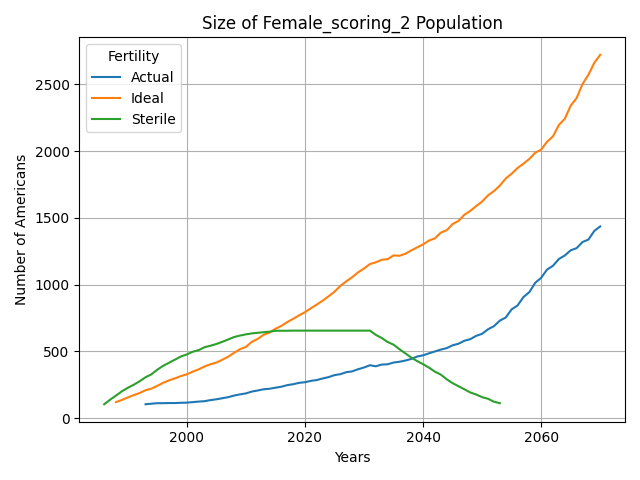 Size of Female_scoring_2 Population
Fertility
Actual
Ideal
Sterile
Number of Americans
2500
2000
1500
1000
500
0
2000
2020
2040
2060
Years